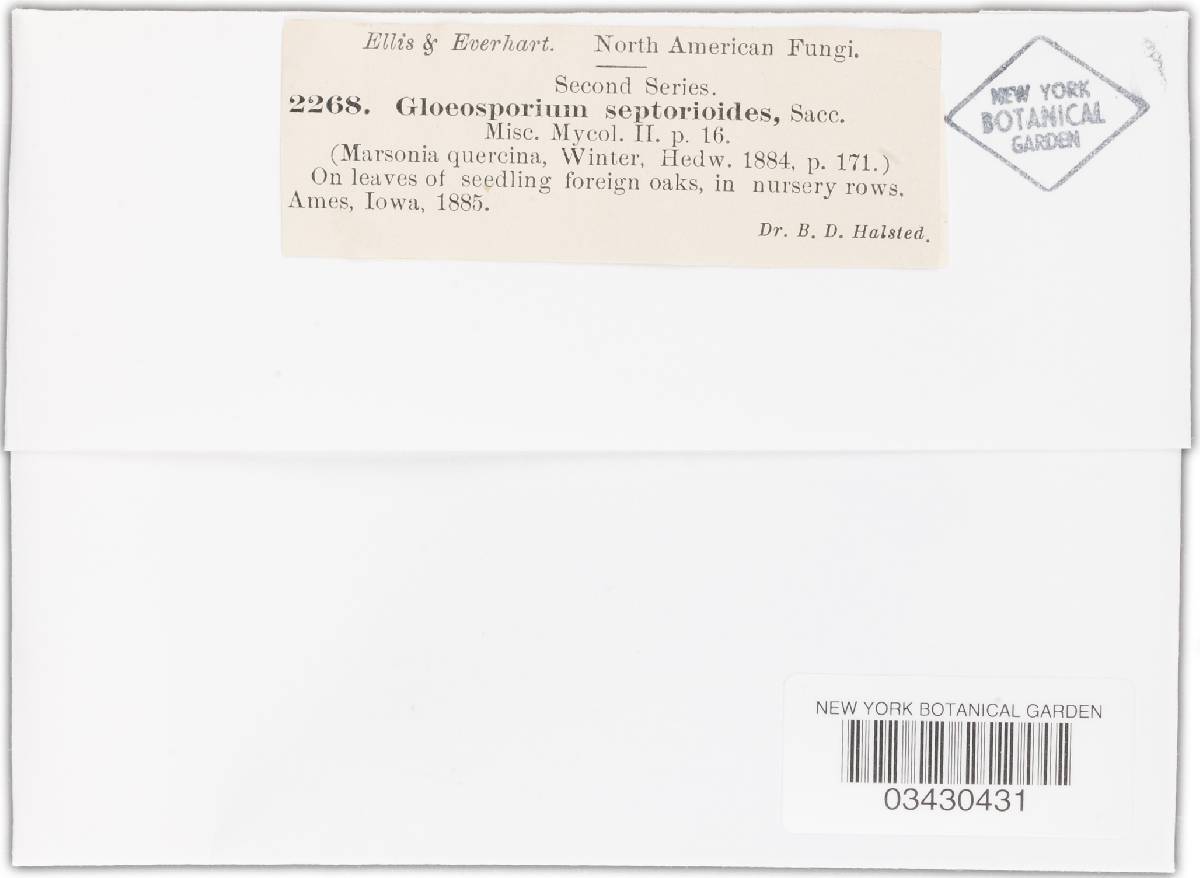 Ellis & Everhart. North American Fungi.
Second Series.
2268. Gloeosporium septorioides, Sacc.
Misc. Mycol. II. p. 16.
(Marsonia quercina, Winter, Hedw. 1884, p. 171.)
On leaves of seedling foreign oaks, in nursery rows.
Ames, Iowa, 1885.
Dr. B. D. Halsted.
NEW YORK
BOTANICAL
GARDEN
NEW YORK BOTANICAL GARDEN
03430431